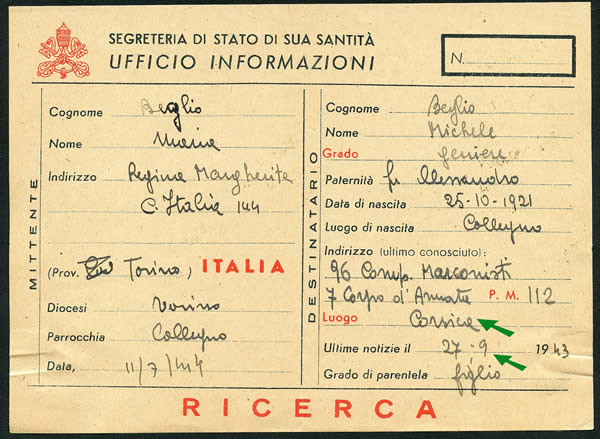 SEGRETERIA DI STATO DI SUA SANTITÀ
UFFICIO INFORMAZIONI
N.
MITTENTE
Cognome Beglio
Nome Maria
Indirizzo Regina Margherita
C. Italia 144
(Prov. Torino) ITALIA
Diocesi Torino
Parrocchia Collegno
Data, 11/7/44
DESTINATARIO
Cognome Beglio
Nome Michele
Grado Geniere
Paternità fu Alessandro
Data di nascita 25-10-1921
Luogo di nascita Collegno
Indirizzo (ultimo conosciuto):
96 Comp. Marconisti
7 Corpo d'Armata P. M. 112
Luogo Corsica
Ultime notizie il 27-9 1943
Grado di parentela figlio
RICERCA